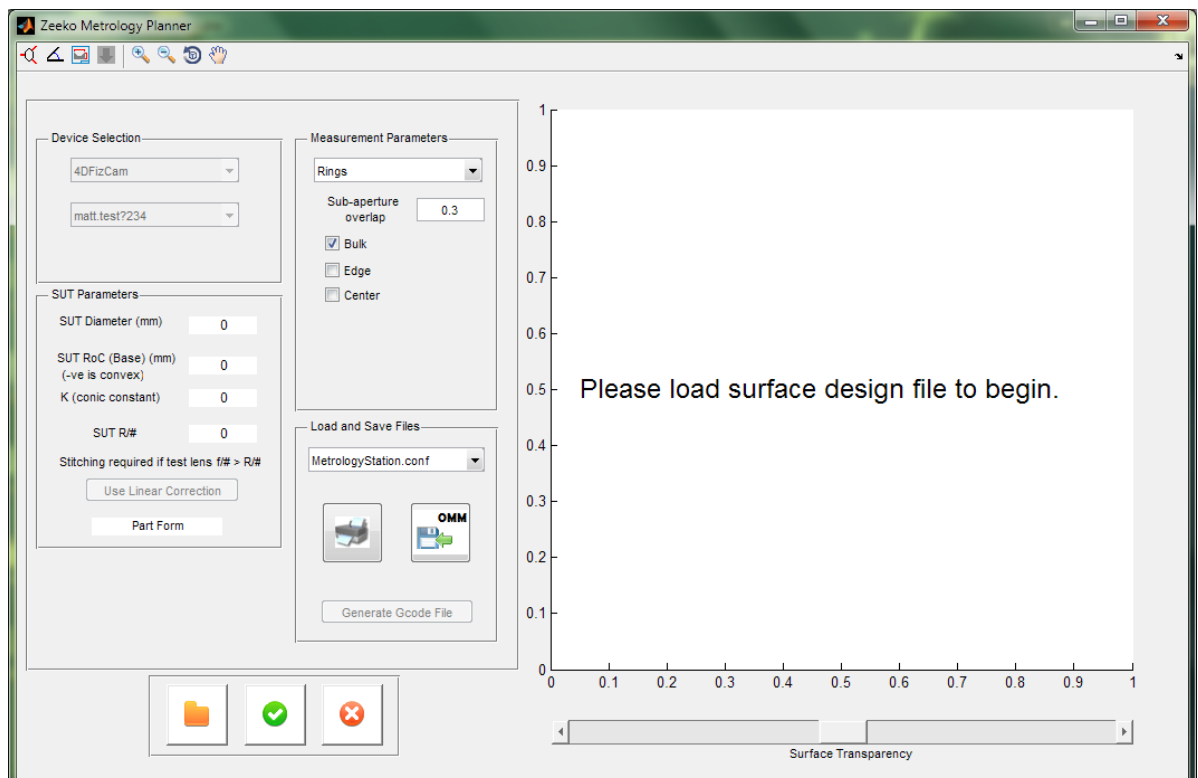 Zeeko Metrology Planner
Device Selection
4DFizCam
matt.test?234
SUT Parameters
SUT Diameter (mm)
0
SUT RoC (Base) (mm)
(-ve is convex)
0
K (conic constant)
0
SUT R/#
0
Stitching required if test lens f/# > R/#
Use Linear Correction
Part Form
Measurement Parameters
Rings
Sub-aperture
overlap
0.3
Bulk
Edge
Center
Load and Save Files
MetrologyStation.conf
OMM
Generate Gcode File
1
0.9
0.8
0.7
0.6
0.5
0.4
0.3
0.2
0.1
0
Please load surface design file to begin.
0 0.1 0.2 0.3 0.4 0.5 0.6 0.7 0.8 0.9 1
Surface Transparency